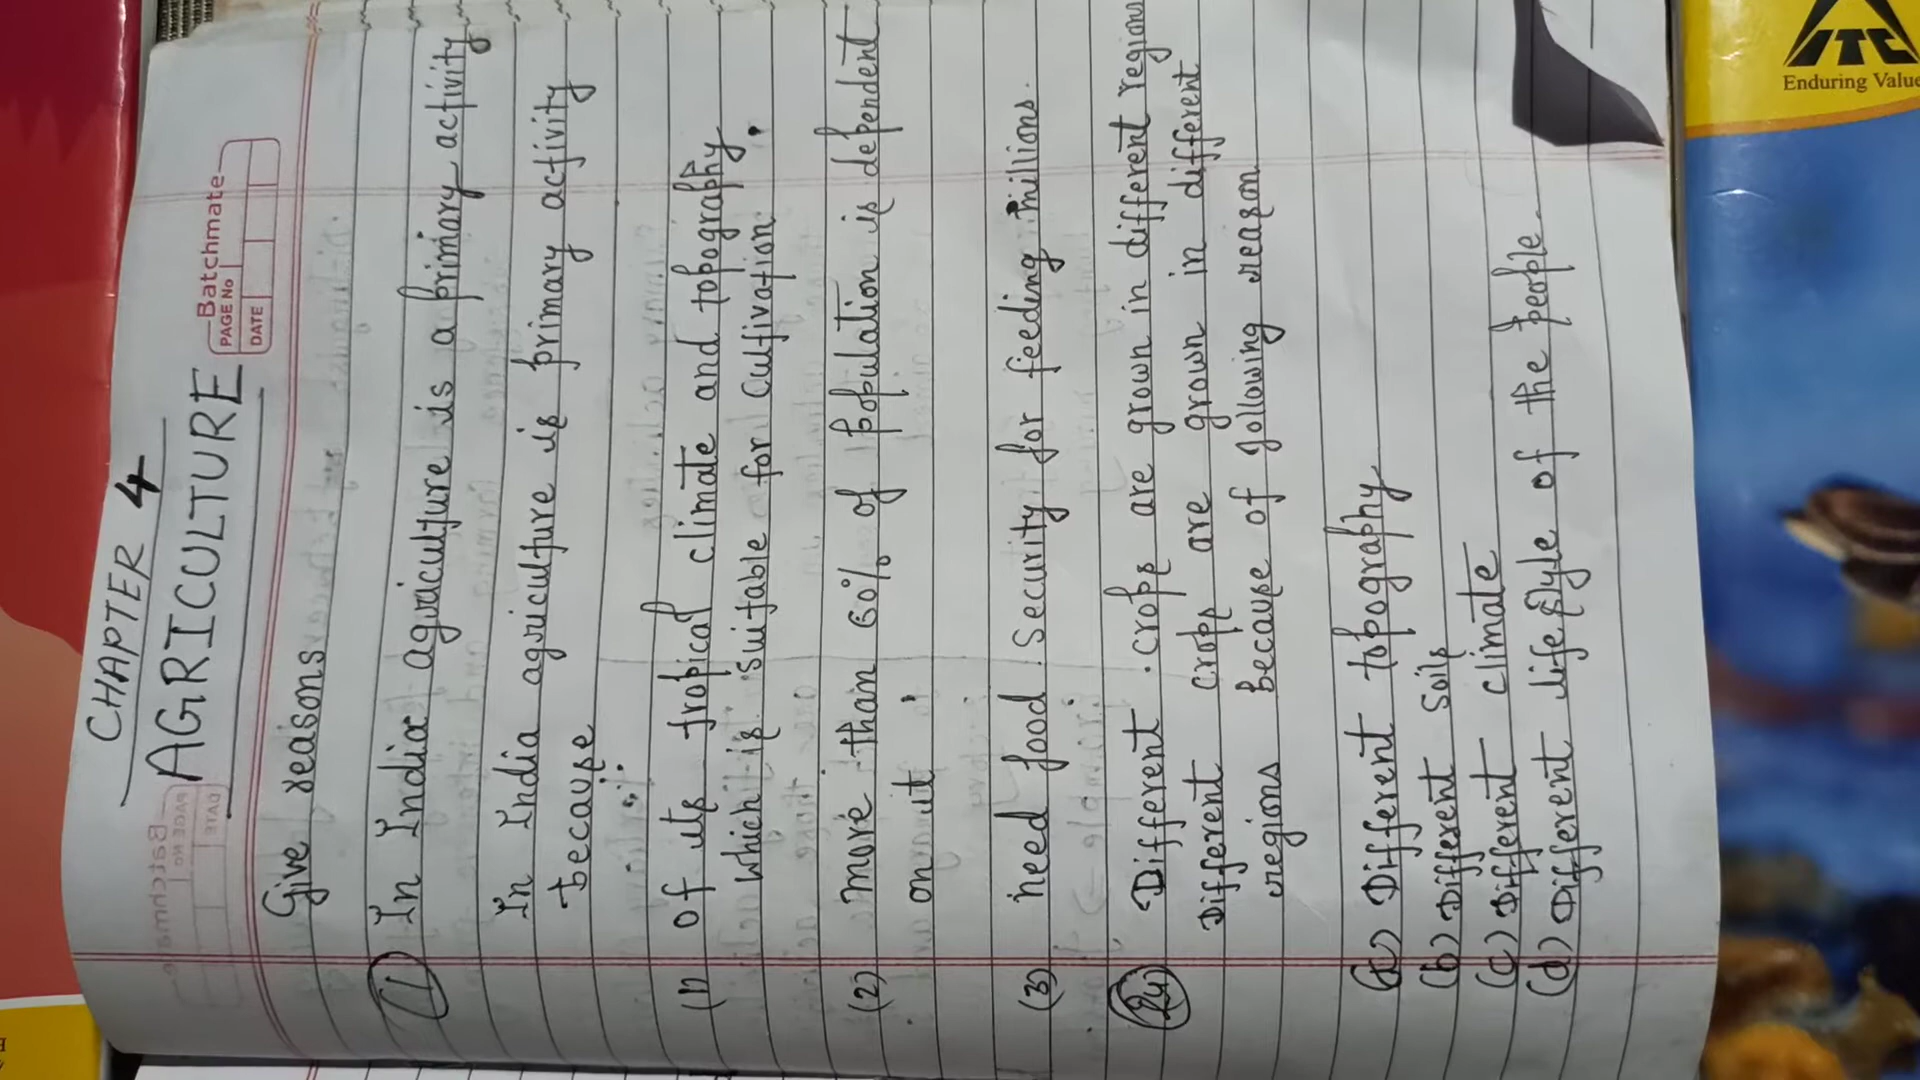 CHAPTER 4
AGRICULTURE
Batchmate
PAGE No
DATE
Give reasons
(1) In India agriculture is a primary activity
In India agriculture is primary activity
because :
(1) of its tropical climate and topography
which is suitable for cultivation.
(2) more than 60% of population is dependent
on it.
(3) need food security for feeding millions.
Different crops are grown in different regions
Different crops are grown in different
regions because of following reason
(a) Different topography
(b) Different soils
(c) Different climate
(d) Different life style of the people.
ITC
Enduring Value